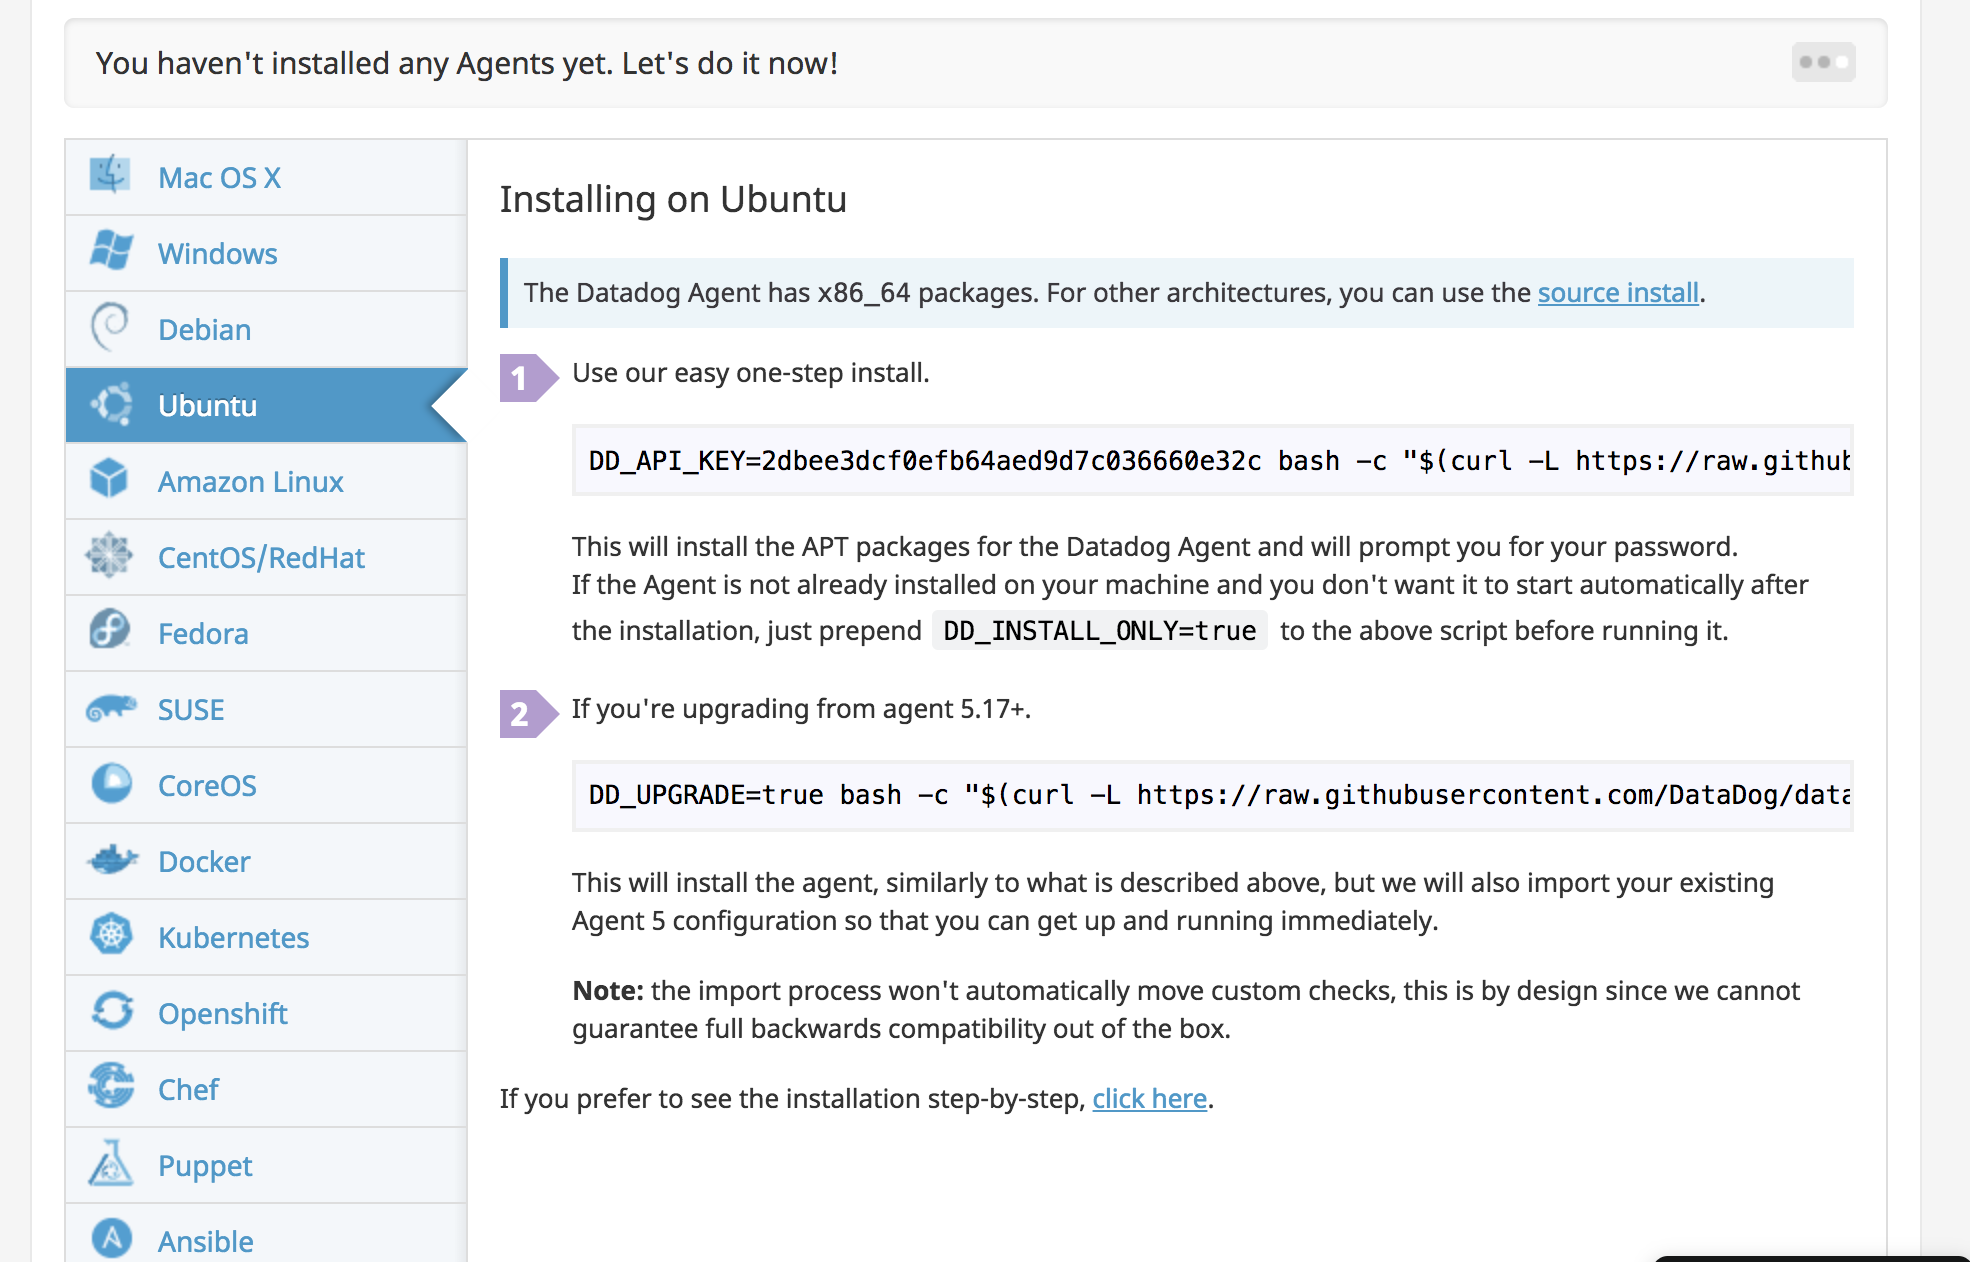 You haven't installed any Agents yet. Let's do it now!
Mac OS X
Windows
Debian
Ubuntu
Amazon Linux
CentOS/RedHat
Fedora
SUSE
CoreOS
Docker
Kubernetes
Openshift
Chef
Puppet
Ansible
Installing on Ubuntu
The Datadog Agent has x86_64 packages. For other architectures, you can use the source install.
1 Use our easy one-step install.
DD_API_KEY=2dbee3dcf0efb64aed9d7c036660e32c bash -c "$(curl -L https://raw.github
This will install the APT packages for the Datadog Agent and will prompt you for your password.
If the Agent is not already installed on your machine and you don't want it to start automatically after
the installation, just prepend DD_INSTALL_ONLY=true to the above script before running it.
2 If you're upgrading from agent 5.17+.
DD_UPGRADE=true bash -c "$(curl -L https://raw.githubusercontent.com/DataDog/data
This will install the agent, similarly to what is described above, but we will also import your existing
Agent 5 configuration so that you can get up and running immediately.
Note: the import process won't automatically move custom checks, this is by design since we cannot
guarantee full backwards compatibility out of the box.
If you prefer to see the installation step-by-step, click here.